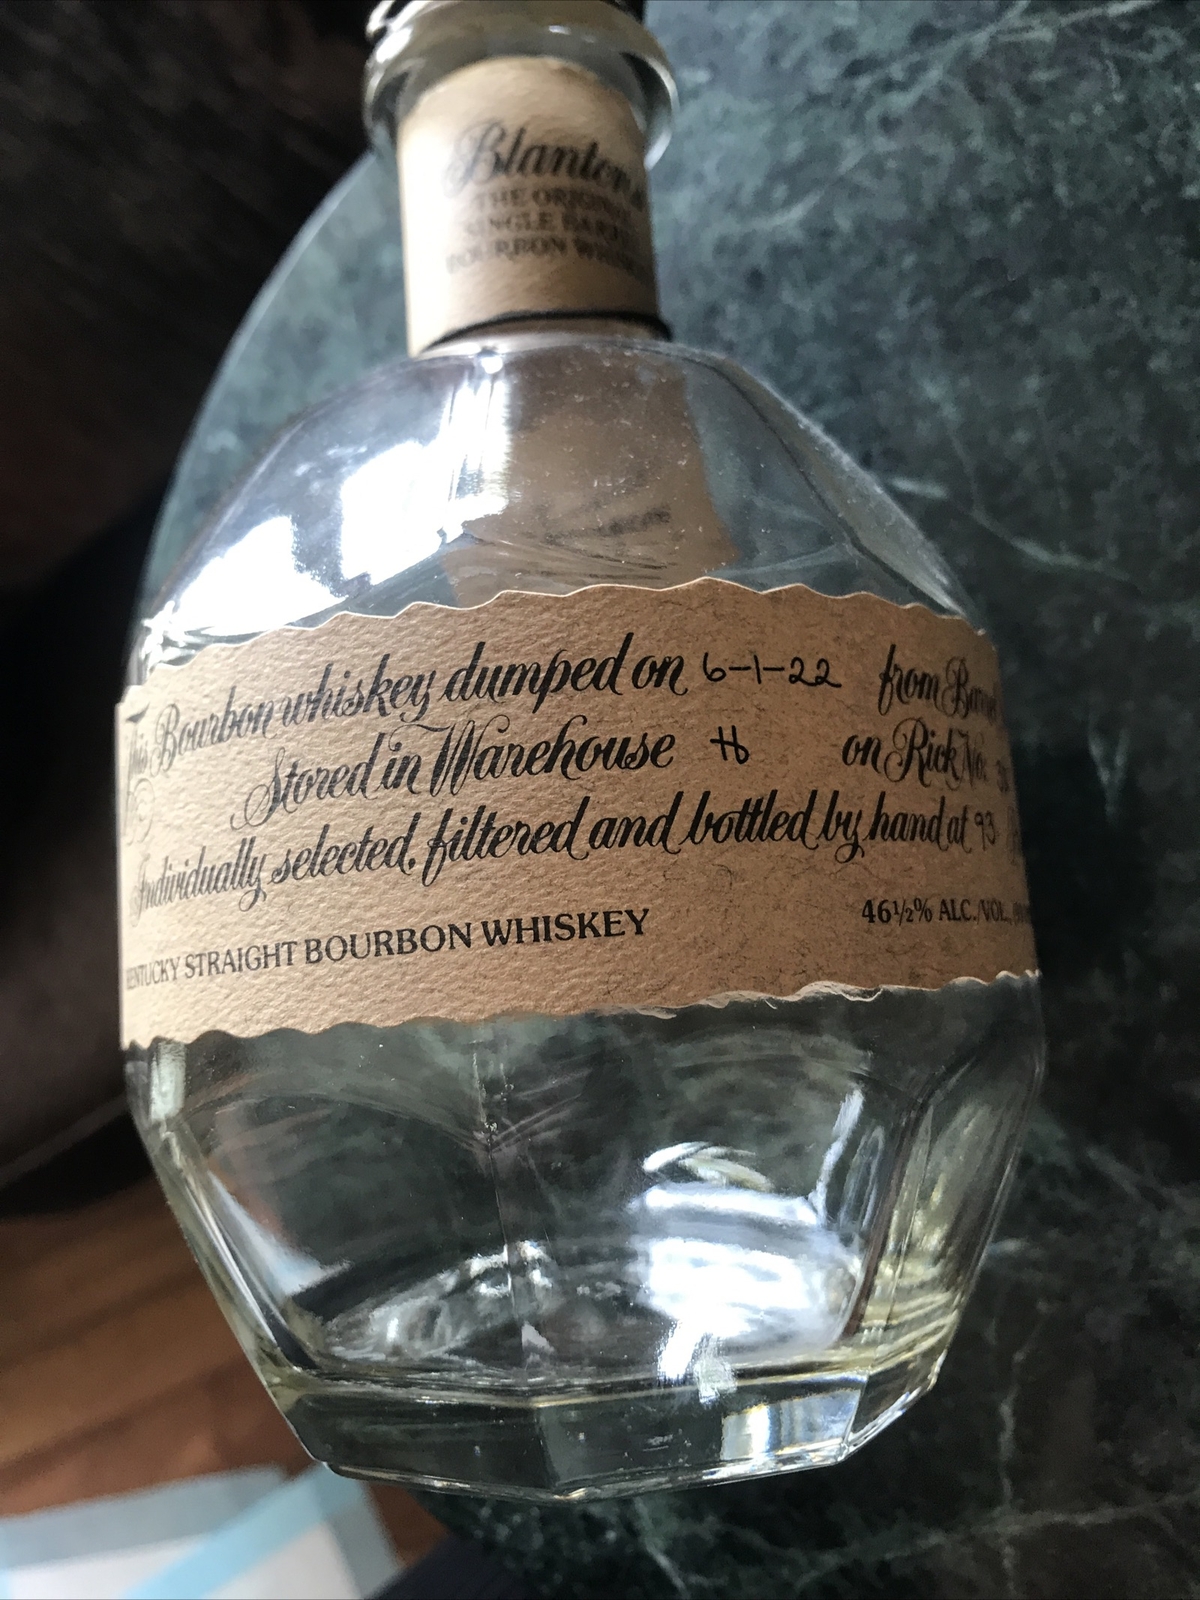 Blanton's
THE ORIGINAL
SINGLE BARREL
BOURBON
This Bourbon whiskey dumped on 6-1-22 from Barrel
Stored in Warehouse H on Rick No.
Individually selected, filtered and bottled by hand at 93
KENTUCKY STRAIGHT BOURBON WHISKEY 46½% ALC./VOL.